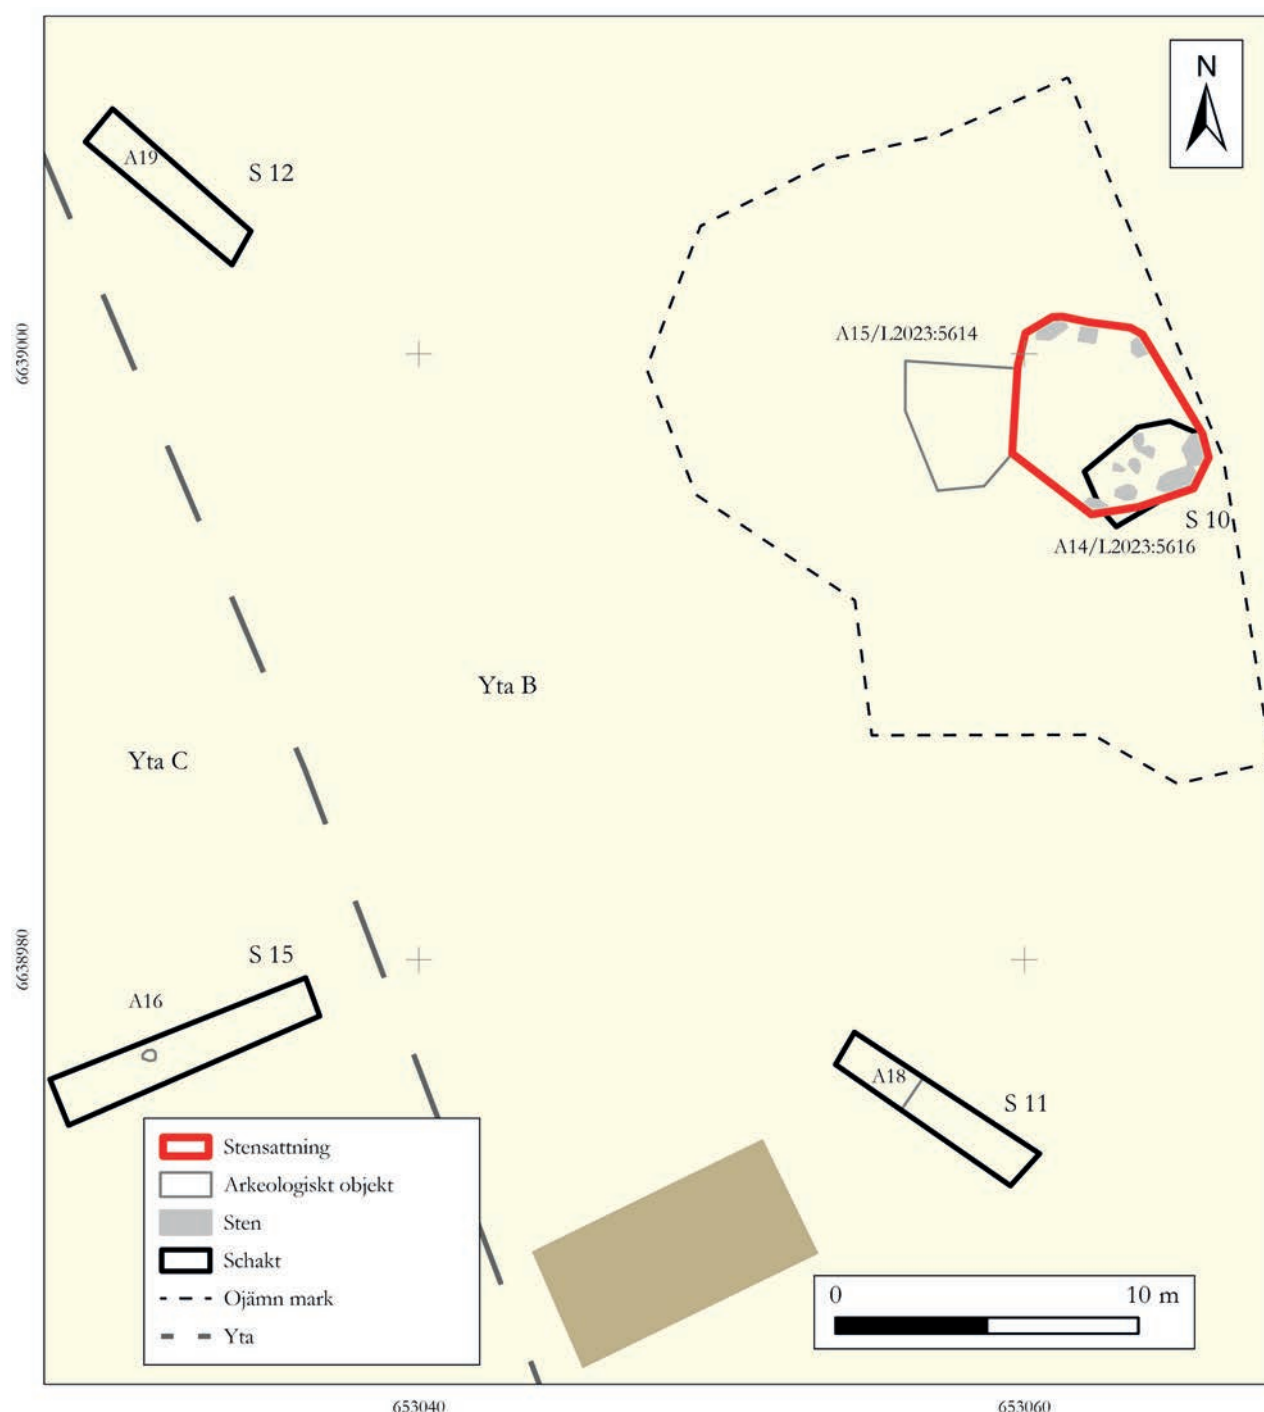 N
A19
S 12
6639000
A15/L2023:5614
S 10
A14/L2023:5616
Yta B
Yta C
6638980
S 15
A16
A18
S 11
Stensattning
Arkeologiskt objekt
Sten
Schakt
Ojämn mark
Yta
0 10 m
653040 653060